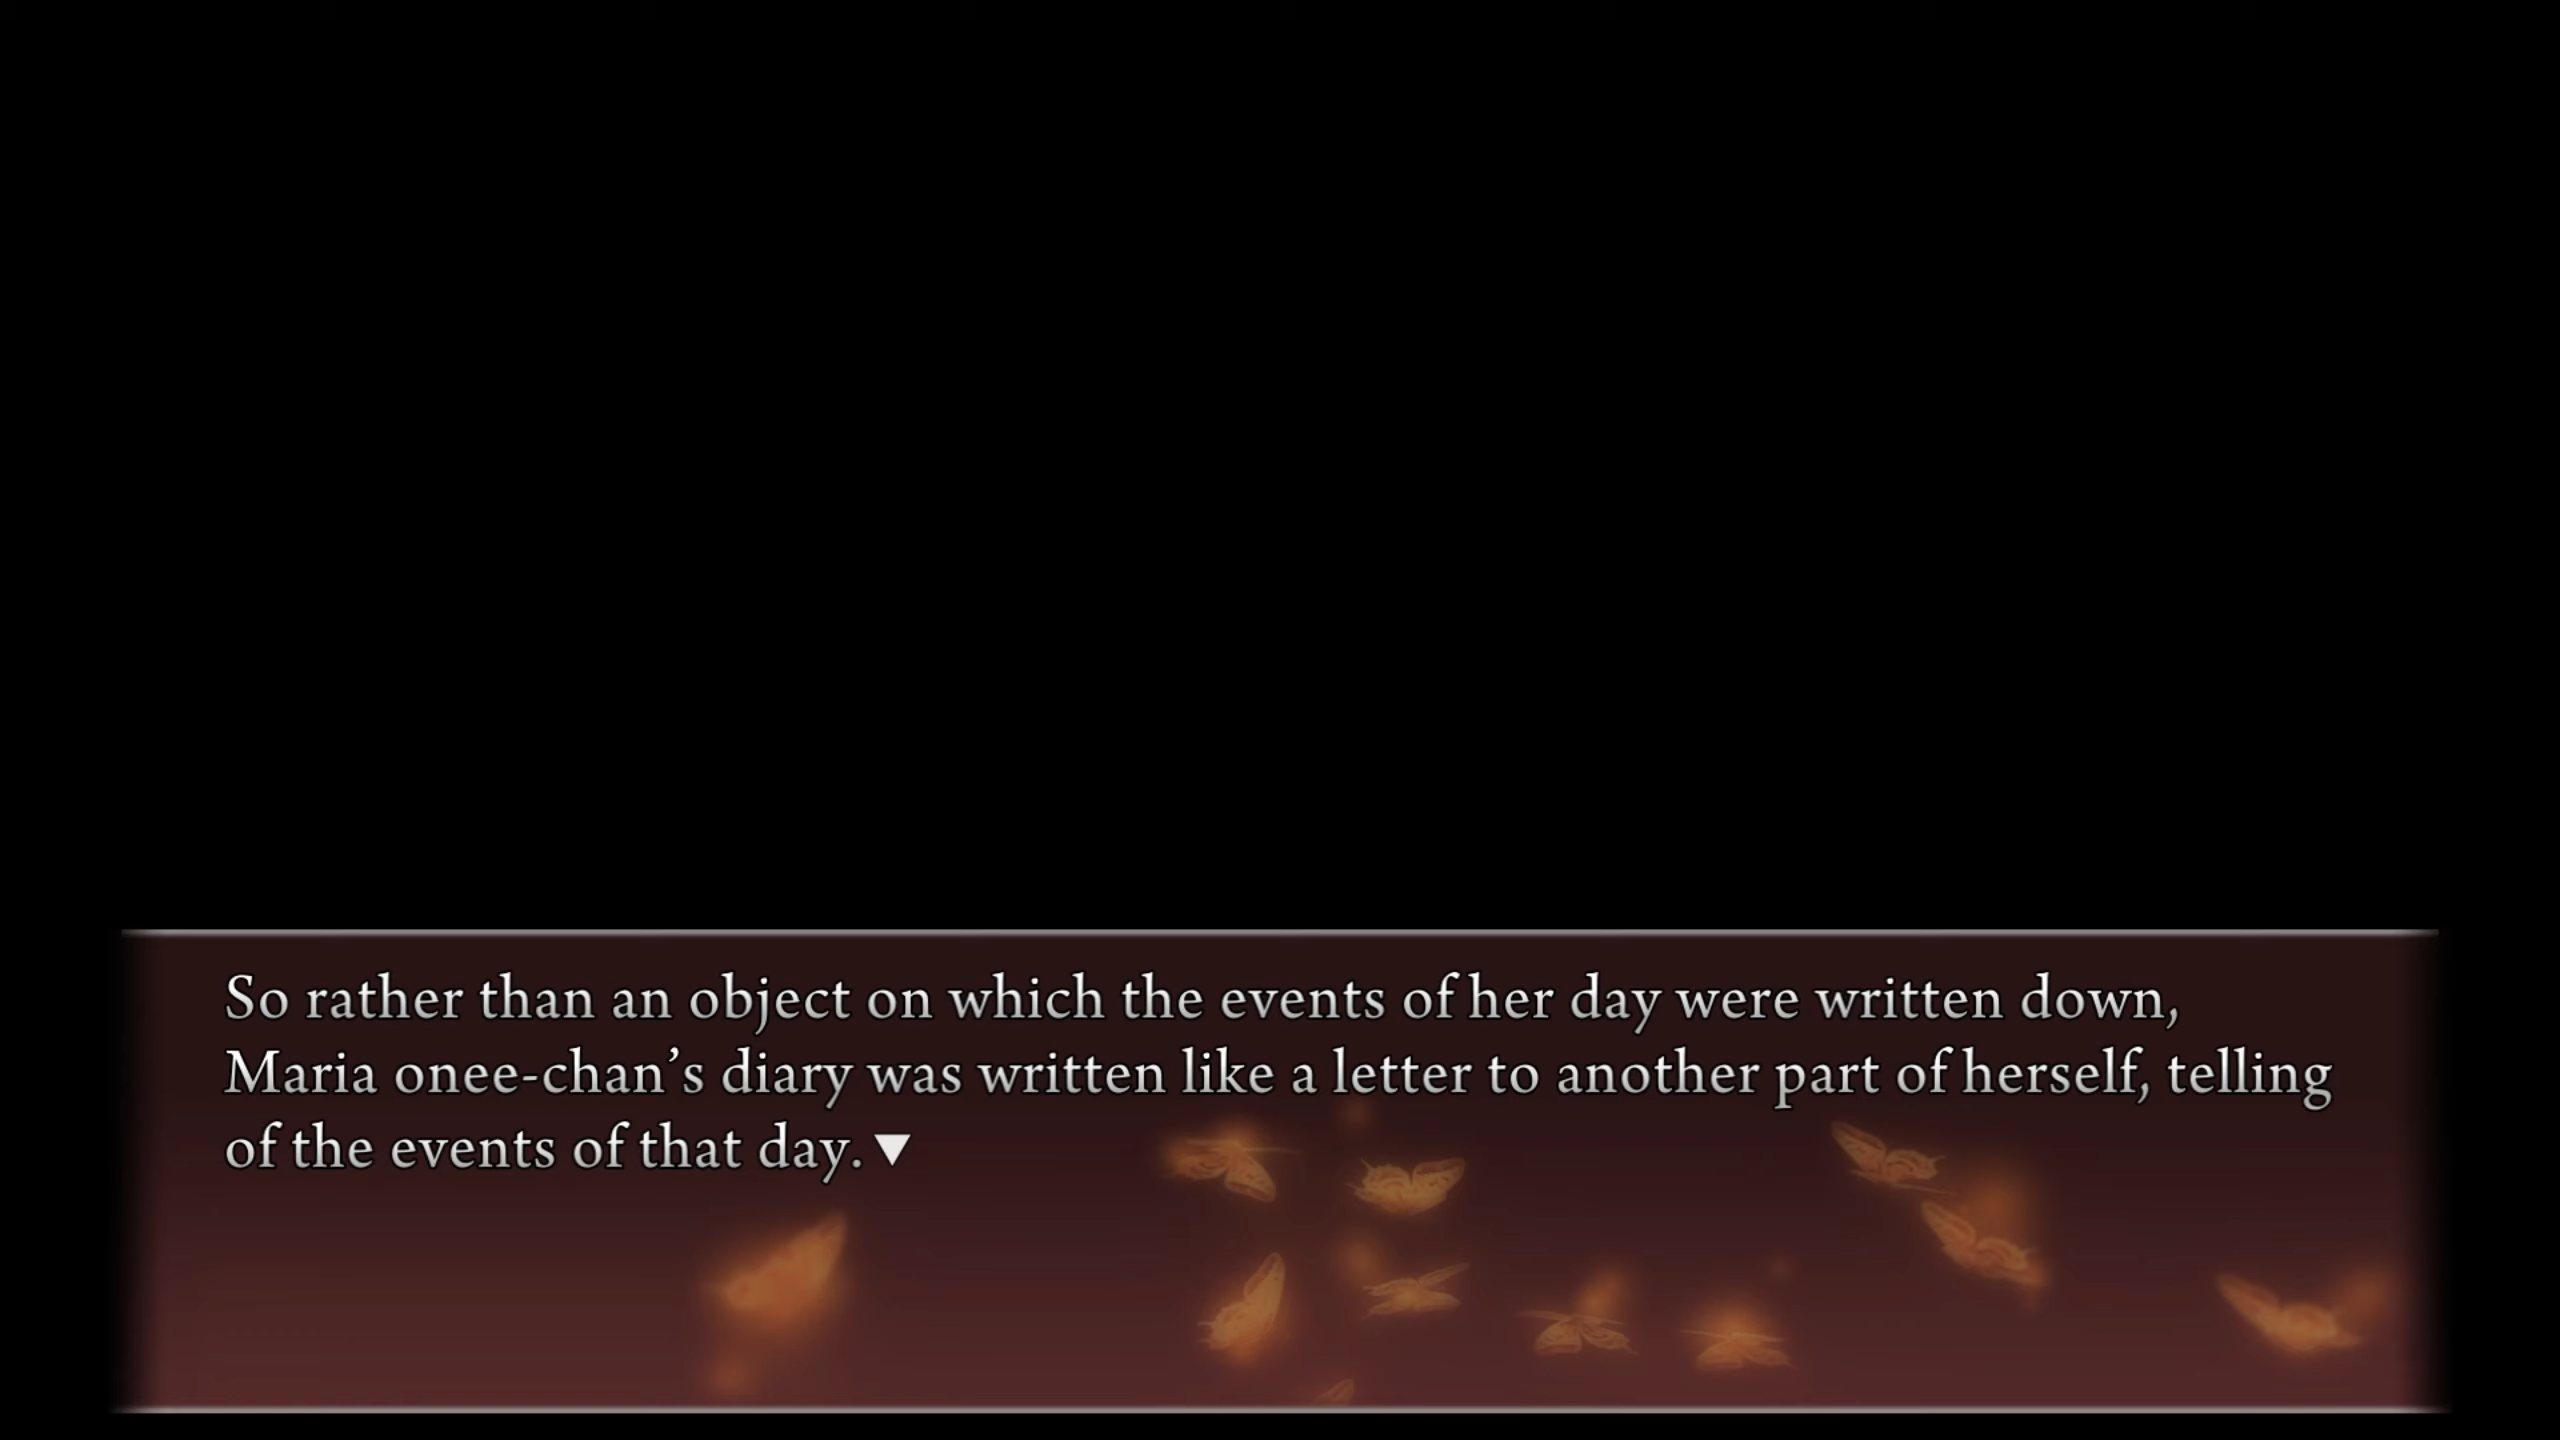 So rather than an object on which the events of her day were written down,
Maria onee-chan’s diary was written like a letter to another part of herself, telling
of the events of that day.